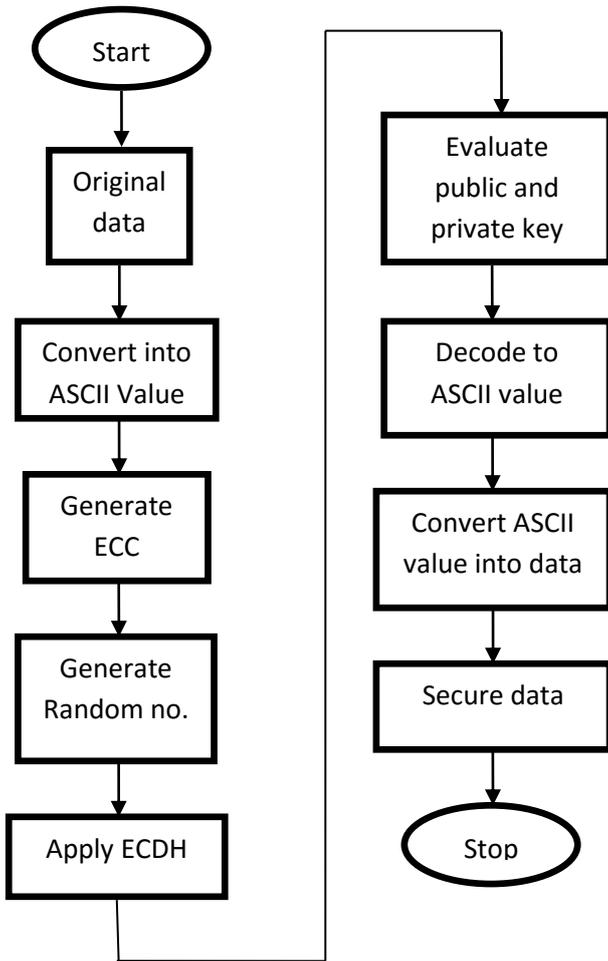 Start
Original
data
Convert into
ASCII Value
Generate
ECC
Generate
Random no.
Apply ECDH
Evaluate
public and
private key
Decode to
ASCII value
Convert ASCII
value into data
Secure data
Stop